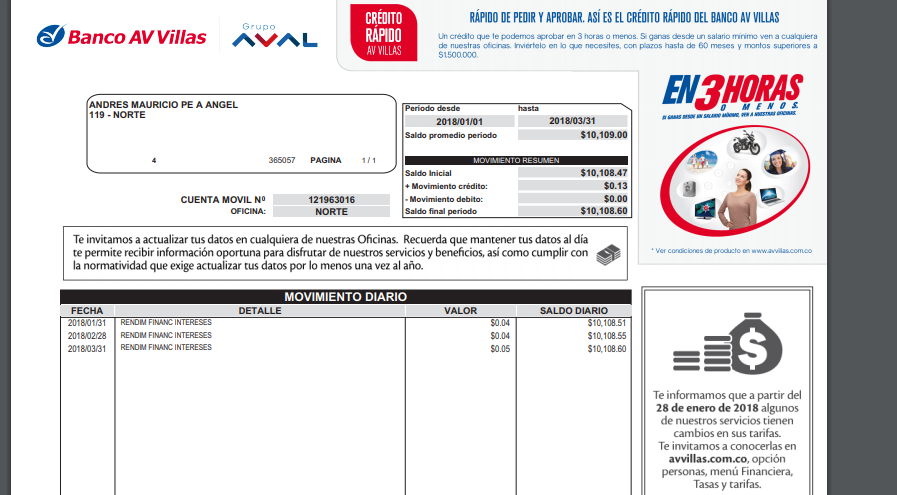 Banco AV Villas
Grupo
AVAL
CRÉDITO
RÁPIDO
AV VILLAS
RÁPIDO DE PEDIR Y APROBAR. ASÍ ES EL CRÉDITO RÁPIDO DEL BANCO AV VILLAS
Un crédito que te podemos aprobar en 3 horas o menos. Si ganas desde un salario mínimo ven a cualquiera
de nuestras oficinas. Inviértelo en lo que necesites, con plazos hasta de 60 meses y montos superiores a
$1.500.000.
EN 3 HORAS
O MENOS.
SI GANAS DESDE UN SALARIO MÍNIMO, VEN A NUESTRAS OFICINAS.
* Ver condiciones de producto en www.avvillas.com.co
ANDRES MAURICIO PE A ANGEL
119 - NORTE
4 365057 PAGINA 1 / 1
CUENTA MOVIL Nº 121963016
OFICINA: NORTE
Periodo desde hasta
2018/01/01 2018/03/31
Saldo promedio periodo $10,109.00
MOVIMIENTO RESUMEN
Saldo Inicial $10,108.47
+ Movimiento crédito: $0.13
- Movimiento debito: $0.00
Saldo final periodo $10,108.60
Te invitamos a actualizar tus datos en cualquiera de nuestras Oficinas. Recuerda que mantener tus datos al día
te permite recibir información oportuna para disfrutar de nuestros servicios y beneficios, así como cumplir con
la normatividad que exige actualizar tus datos por lo menos una vez al año.
MOVIMIENTO DIARIO
FECHA DETALLE VALOR SALDO DIARIO
2018/01/31 RENDIM FINANC INTERESES $0.04 $10,108.51
2018/02/28 RENDIM FINANC INTERESES $0.04 $10,108.55
2018/03/31 RENDIM FINANC INTERESES $0.05 $10,108.60
$
Te informamos que a partir del
28 de enero de 2018 algunos
de nuestros servicios tienen
cambios en sus tarifas.
Te invitamos a conocerlas en
avvillas.com.co, opción
personas, menú Financiera,
Tasas y tarifas.